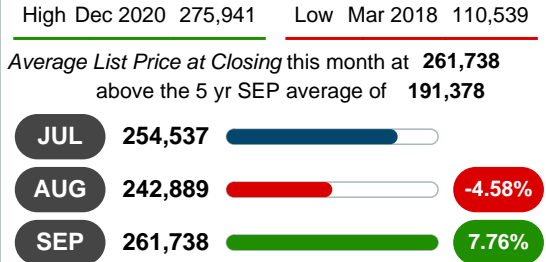 High Dec 2020 275,941 Low Mar 2018 110,539
Average List Price at Closing this month at 261,738
above the 5 yr SEP average of 191,378
JUL 254,537
AUG 242,889 -4.58%
SEP 261,738 7.76%